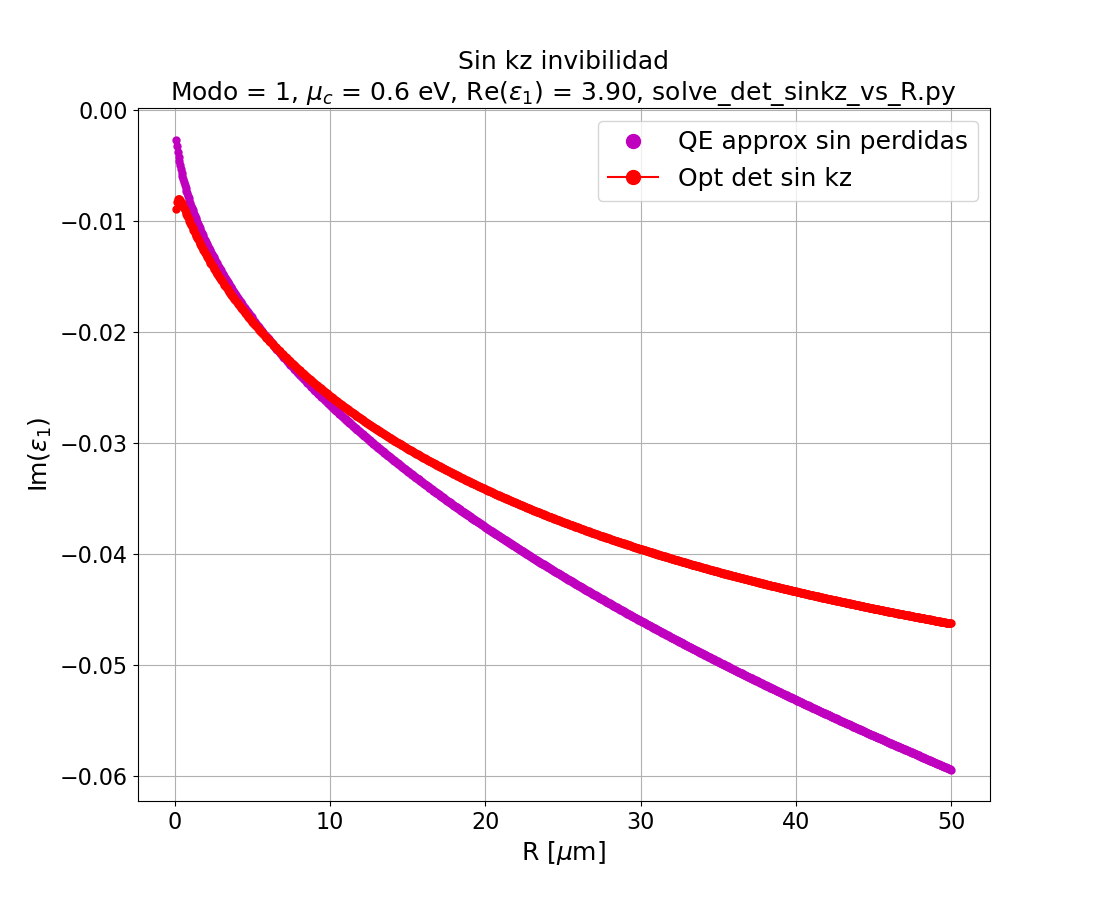 Sin kz invibilidad
Modo = 1, μc = 0.6 eV, Re(ε1) = 3.90, solve_det_sinkz_vs_R.py
QE approx sin perdidas
Opt det sin kz
0.00
−0.01
−0.02
−0.03
−0.04
−0.05
−0.06
Im(ε1)
0 10 20 30 40 50
R [μm]